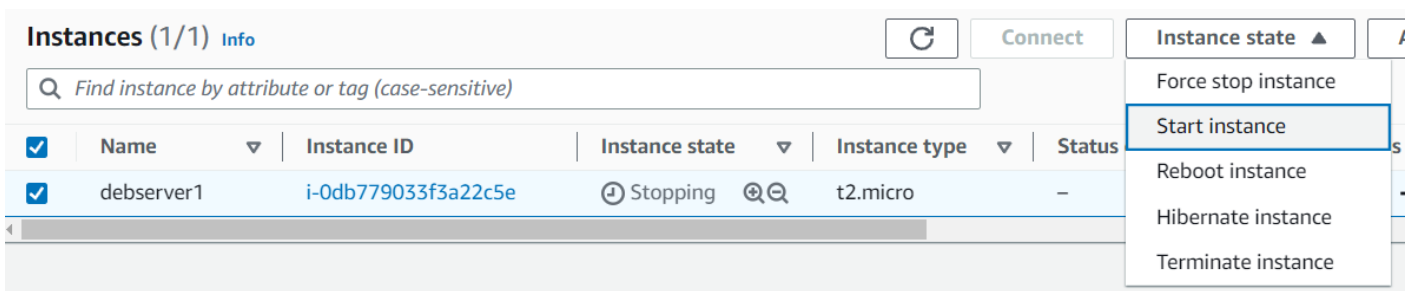 Instances (1/1) Info
Connect
Instance state
Find instance by attribute or tag (case-sensitive)
Force stop instance
Start instance
Reboot instance
Hibernate instance
Terminate instance
Name Instance ID Instance state Instance type Status
debserver1 i-0db779033f3a22c5e Stopping t2.micro –